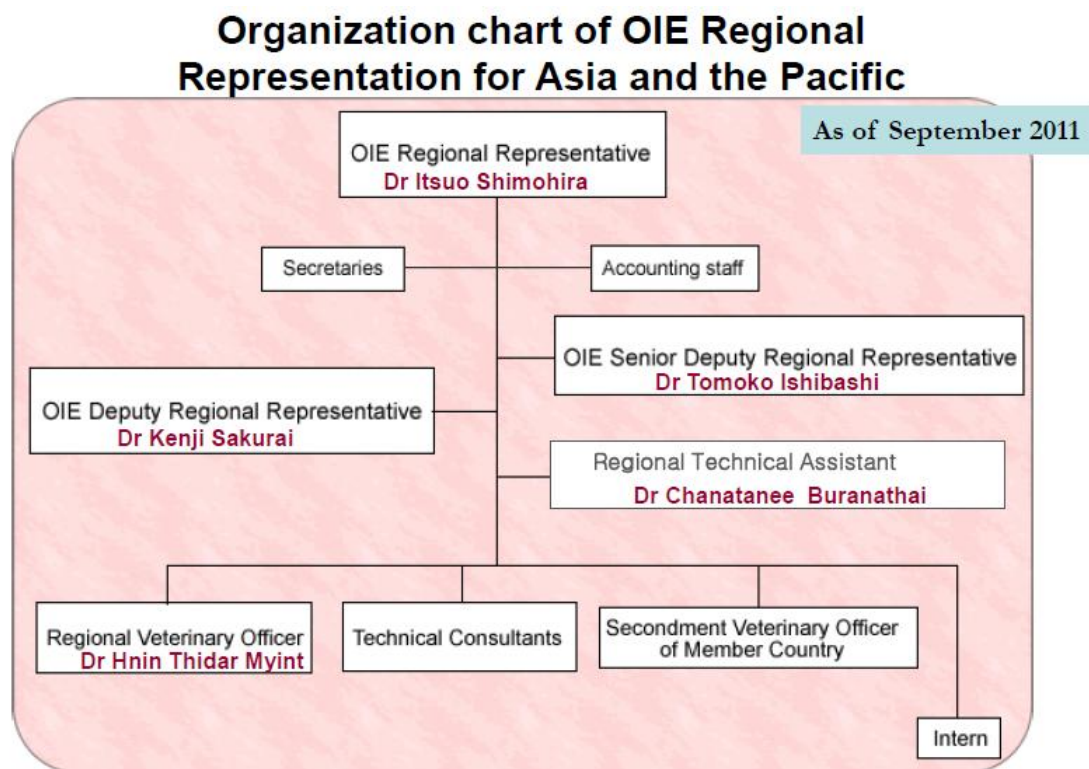 Organization chart of OIE Regional
Representation for Asia and the Pacific
As of September 2011
OIE Regional Representative
Dr Itsuo Shimohira
Secretaries
Accounting staff
OIE Senior Deputy Regional Representative
Dr Tomoko Ishibashi
OIE Deputy Regional Representative
Dr Kenji Sakurai
Regional Technical Assistant
Dr Chanatanee Buranathai
Regional Veterinary Officer
Dr Hnin Thidar Myint
Technical Consultants
Secondment Veterinary Officer
of Member Country
Intern